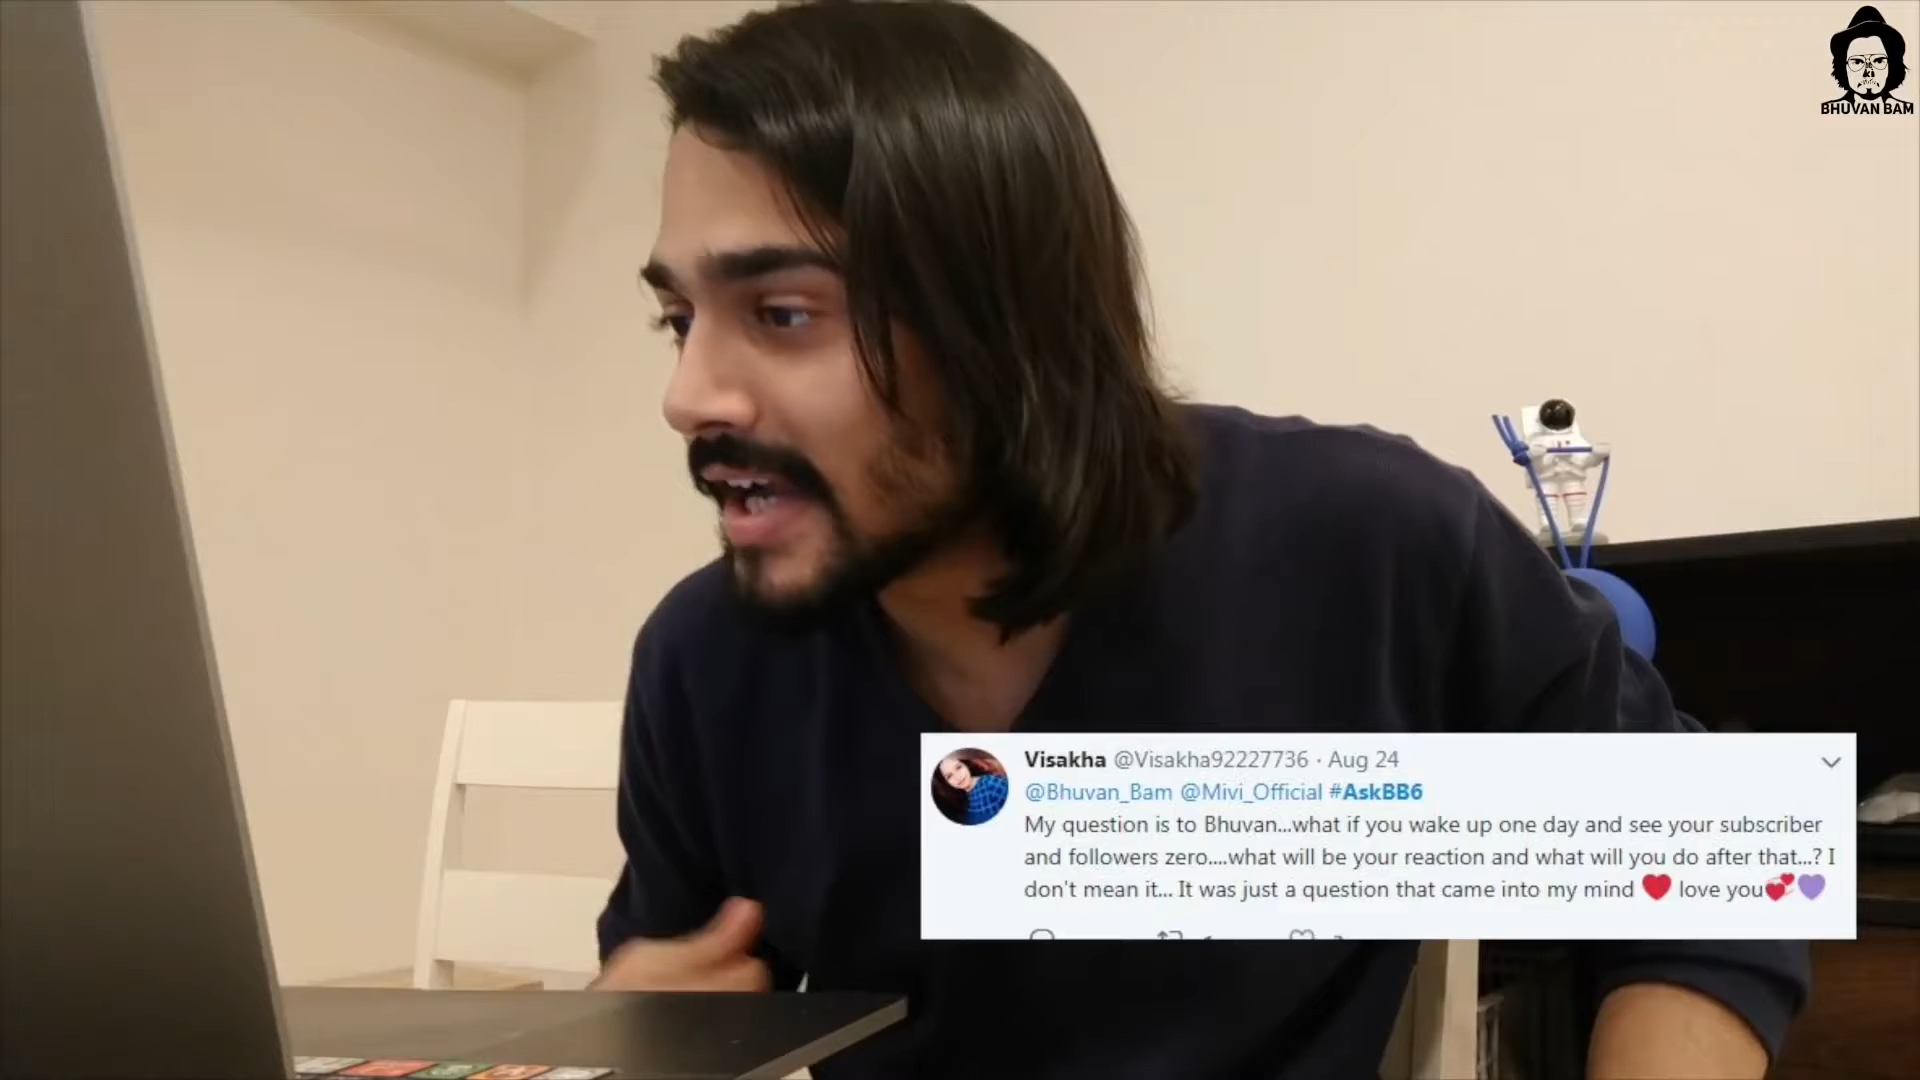 BHUVAN BAM
Visakha @Visakha92227736 · Aug 24
@Bhuvan_Bam @Mivi_Official #AskBB6
My question is to Bhuvan...what if you wake up one day and see your subscriber
and followers zero....what will be your reaction and what will you do after that...? I
don't mean it... It was just a question that came into my mind ❤️ love you💞💜